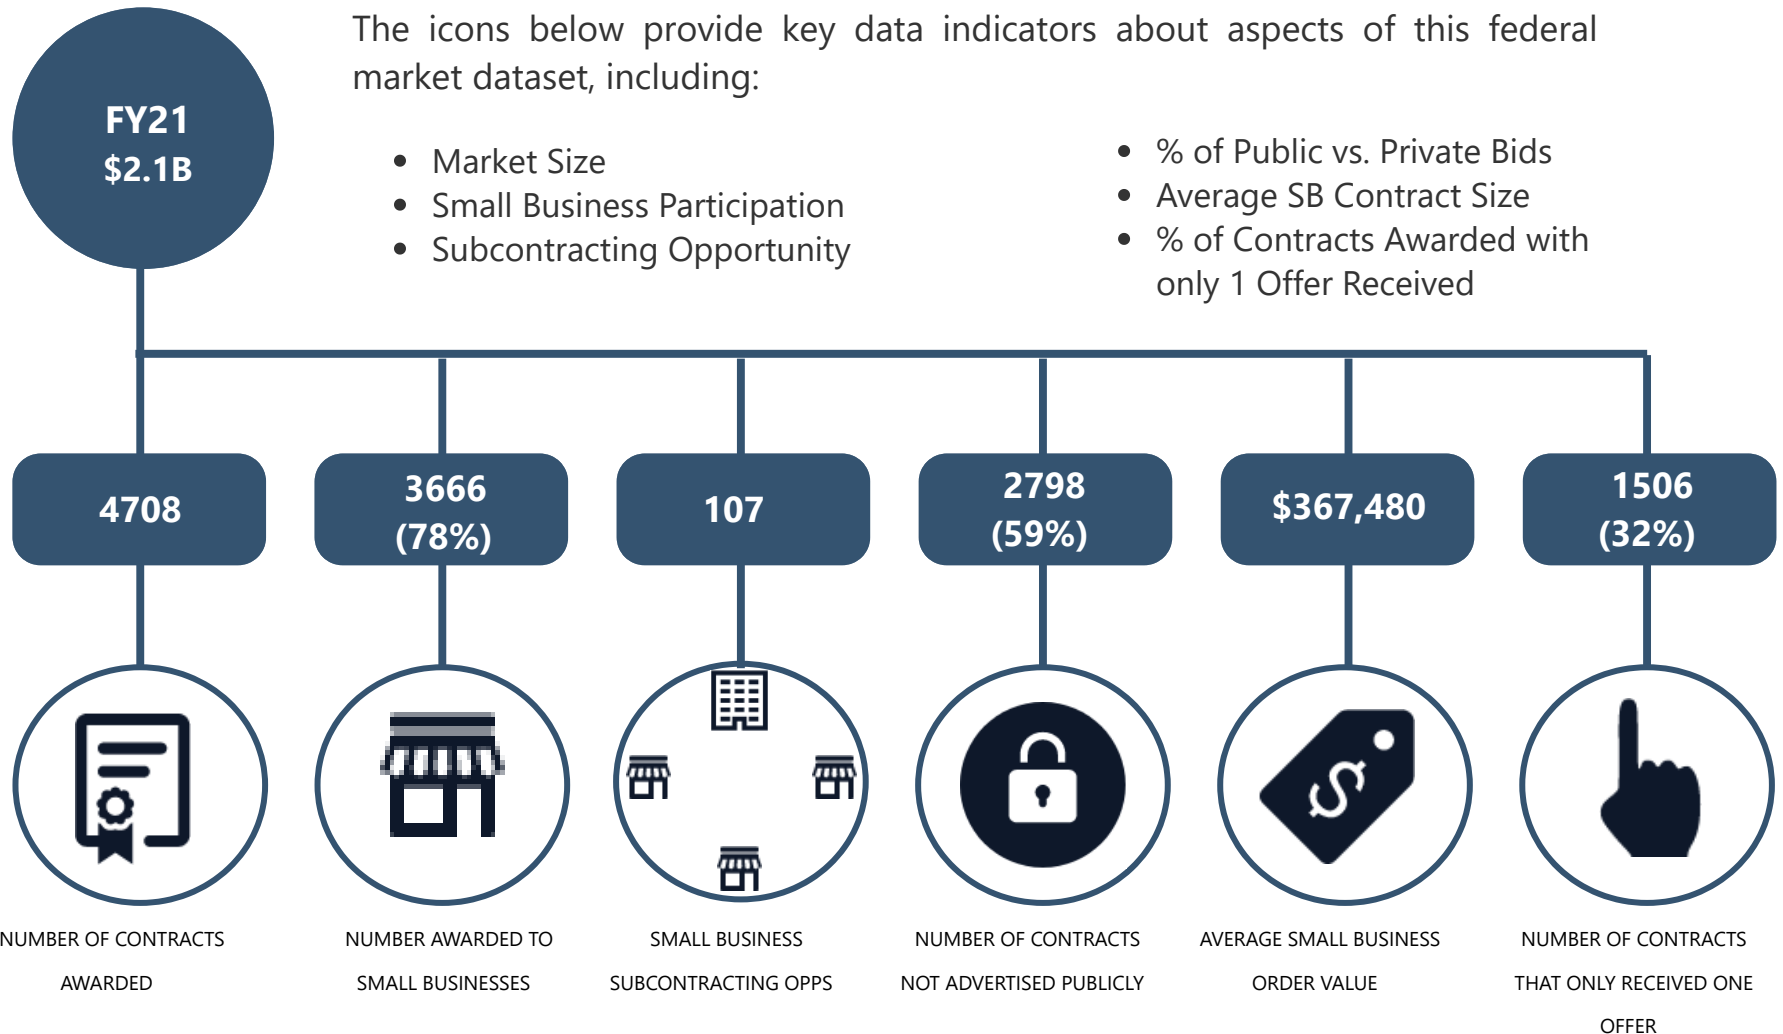 FY21
$2.1B
The icons below provide key data indicators about aspects of this federal
market dataset, including:
• Market Size
• Small Business Participation
• Subcontracting Opportunity
• % of Public vs. Private Bids
• Average SB Contract Size
• % of Contracts Awarded with
only 1 Offer Received
4708
3666
(78%)
107
2798
(59%)
$367,480
1506
(32%)
$
NUMBER OF CONTRACTS
AWARDED
NUMBER AWARDED TO
SMALL BUSINESSES
SMALL BUSINESS
SUBCONTRACTING OPPS
NUMBER OF CONTRACTS
NOT ADVERTISED PUBLICLY
AVERAGE SMALL BUSINESS
ORDER VALUE
NUMBER OF CONTRACTS
THAT ONLY RECEIVED ONE
OFFER